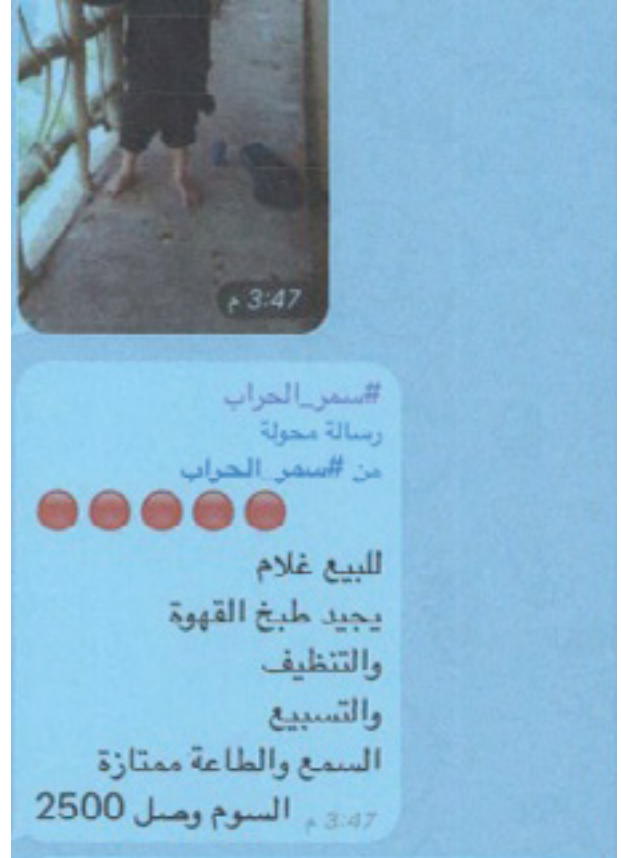 3:47 م
#سمر_الحراب
رسالة محولة
من #سمر_الحراب
للبيع غلام
يجيد طبخ القهوة
والتنظيف
والتسبيع
السمع والطاعة ممتازة
السوم وصل 2500
3:47 م